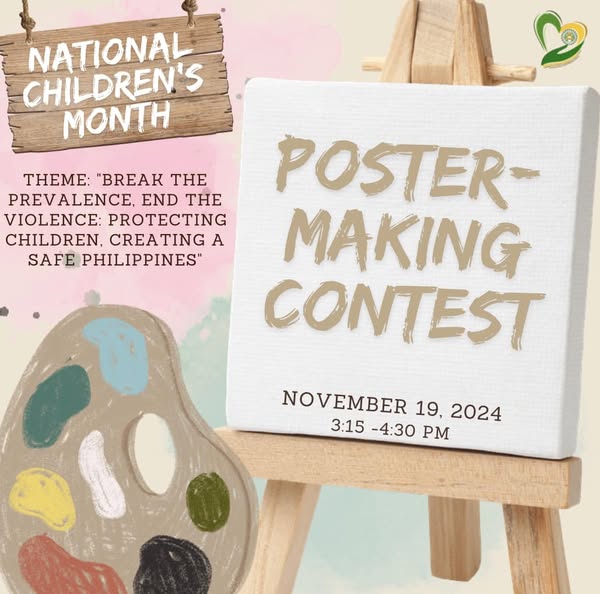 NATIONAL
CHILDREN'S
MONTH
THEME: "BREAK THE
PREVALENCE, END THE
VIOLENCE: PROTECTING
CHILDREN, CREATING A
SAFE PHILIPPINES"
POSTER-
MAKING
CONTEST
NOVEMBER 19, 2024
3:15 -4:30 PM